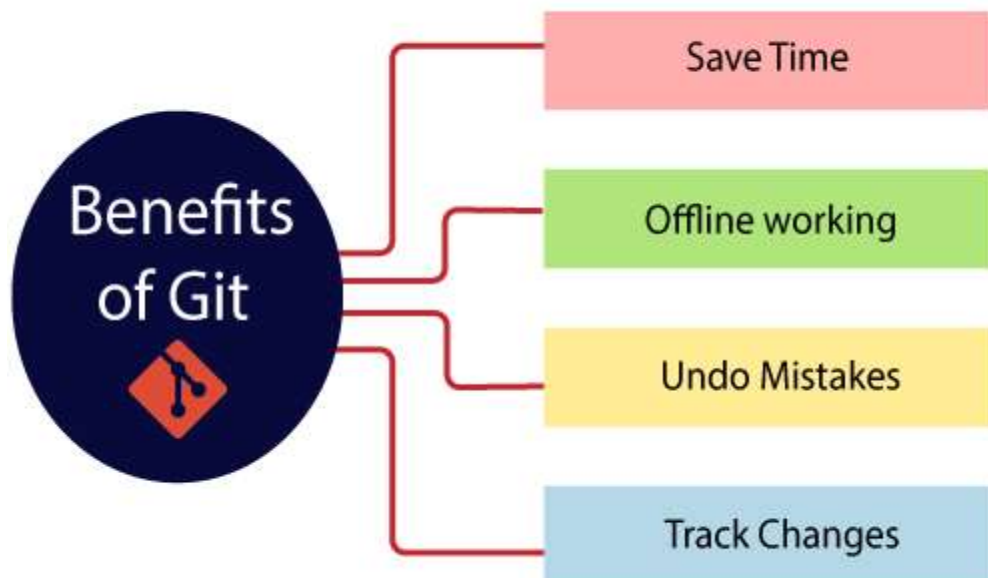 Benefits
of Git
Save Time
Offline working
Undo Mistakes
Track Changes